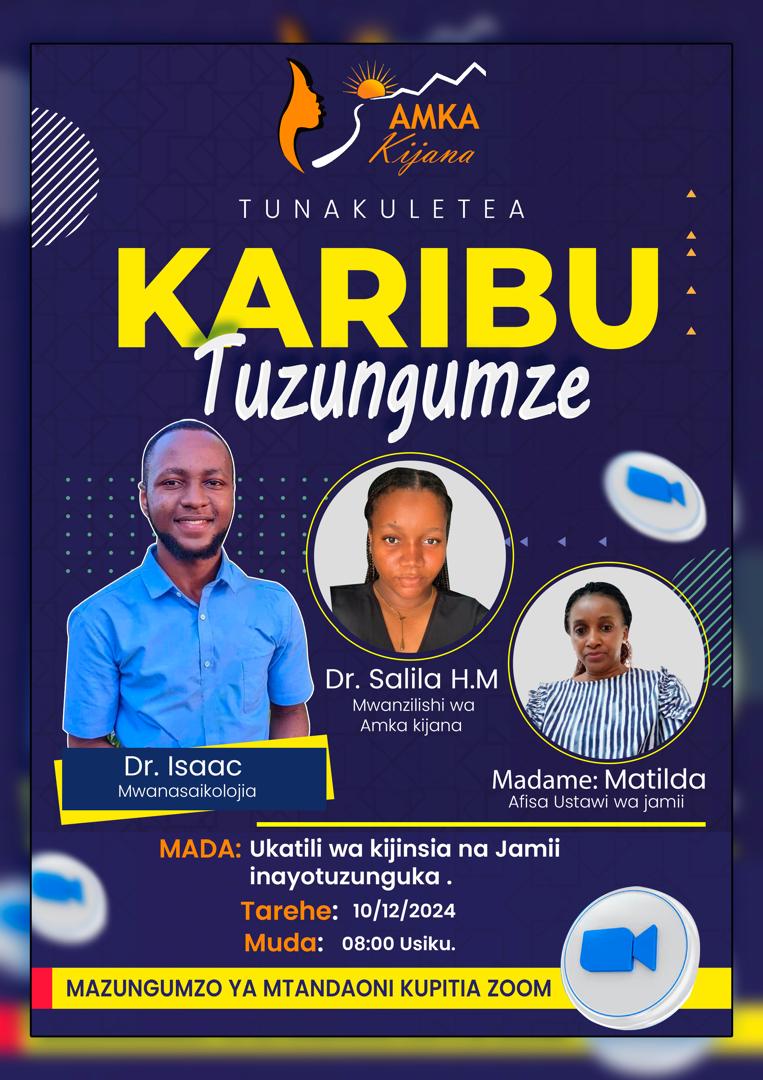 AMKA
Kijana
TUNAKULETEA
KARIBU
Tuzungumze
Dr. Salila H.M
Mwanzilishi wa
Amka kijana
Dr. Isaac
Mwanasaikolojia
Madame: Matilda
Afisa Ustawi wa jamii
MADA: Ukatili wa kijinsia na Jamii
inayotuzunguka .
Tarehe: 10/12/2024
Muda: 08:00 Usiku.
MAZUNGUMZO YA MTANDAONI KUPITIA ZOOM